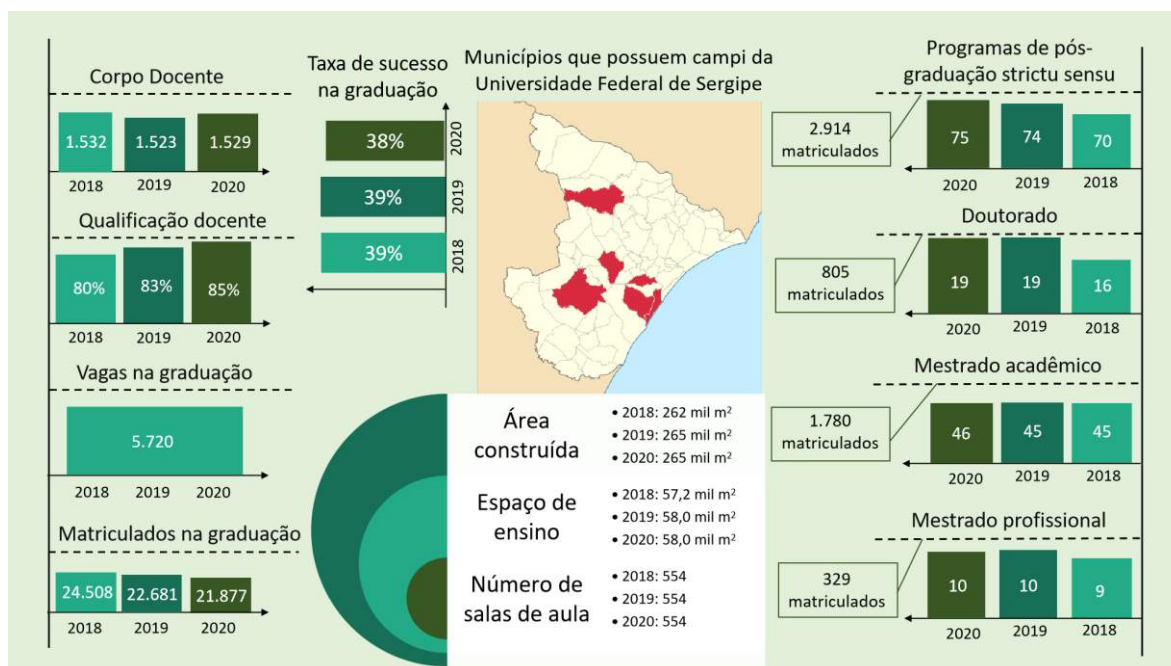 Corpo Docente
1.532 1.523 1.529
2018 2019 2020
Qualificação docente
80% 83% 85%
2018 2019 2020
Vagas na graduação
5.720
2018 2019 2020
Matriculados na graduação
24.508 22.681 21.877
2018 2019 2020
Taxa de sucesso
na graduação
38%
2020
39%
2019
39%
2018
Municípios que possuem campi da
Universidade Federal de Sergipe
Área
construída
• 2018: 262 mil m²
• 2019: 265 mil m²
• 2020: 265 mil m²
Espaço de
ensino
• 2018: 57,2 mil m²
• 2019: 58,0 mil m²
• 2020: 58,0 mil m²
Número de
salas de aula
• 2018: 554
• 2019: 554
• 2020: 554
Programas de pós-
graduação strictu sensu
2.914
matriculados
75 74 70
2020 2019 2018
Doutorado
805
matriculados
19 19 16
2020 2019 2018
Mestrado acadêmico
1.780
matriculados
46 45 45
2020 2019 2018
Mestrado profissional
329
matriculados
10 10 9
2020 2019 2018